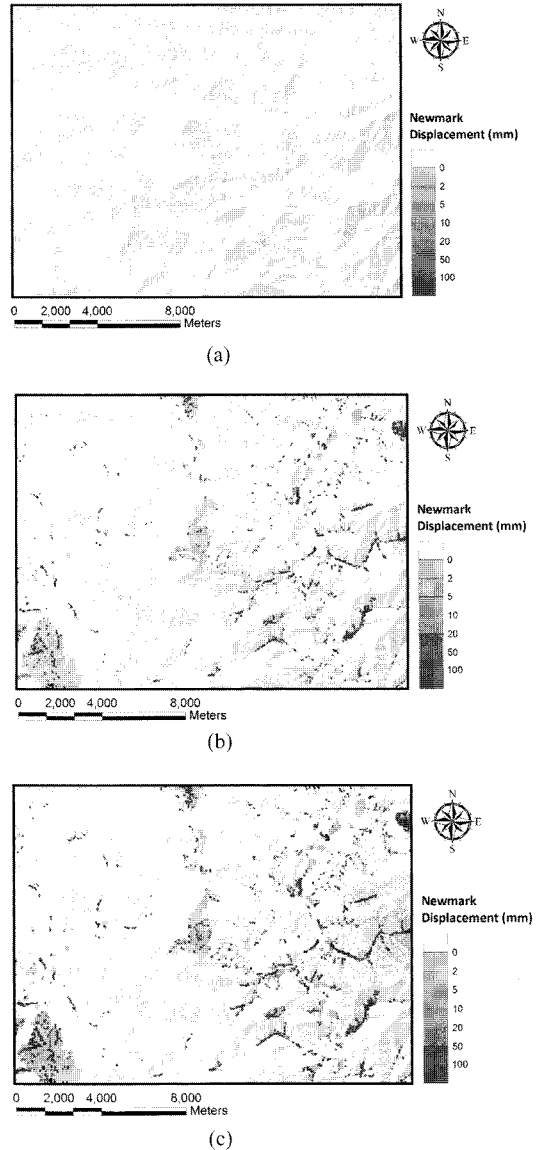 N
W E
S
Newmark
Displacement (mm)
0
2
5
10
20
50
100
0 2,000 4,000 8,000
Meters
(a)
N
W E
S
Newmark
Displacement (mm)
0
2
5
10
20
50
100
0 2,000 4,000 8,000
Meters
(b)
N
W E
S
Newmark
Displacement (mm)
0
2
5
10
20
50
100
0 2,000 4,000 8,000
Meters
(c)